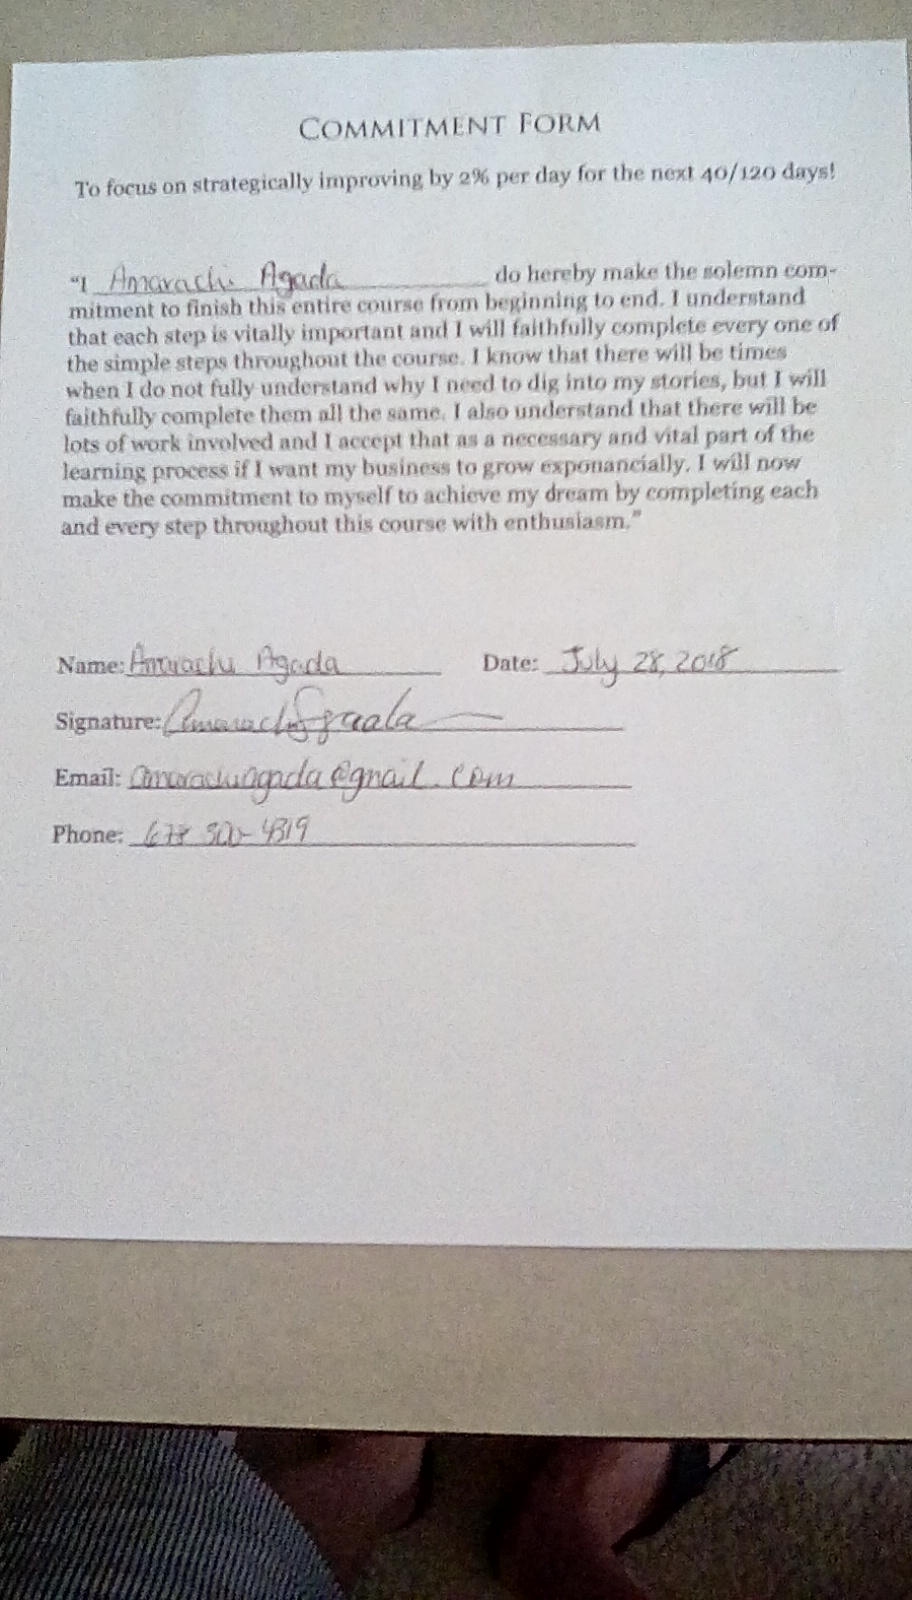 COMMITMENT FORM
To focus on strategically improving by 2% per day for the next 40/120 days!
"I Amarachi Agada do hereby make the solemn com-
mitment to finish this entire course from beginning to end. I understand
that each step is vitally important and I will faithfully complete every one of
the simple steps throughout the course. I know that there will be times
when I do not fully understand why I need to dig into my stories, but I will
faithfully complete them all the same. I also understand that there will be
lots of work involved and I accept that as a necessary and vital part of the
learning process if I want my business to grow exponancially. I will now
make the commitment to myself to achieve my dream by completing each
and every step throughout this course with enthusiasm."
Name: Amarachi Agada Date: July 28, 2018
Signature: Amarachi Agada
Email: amarachiagada@gmail.com
Phone: 678